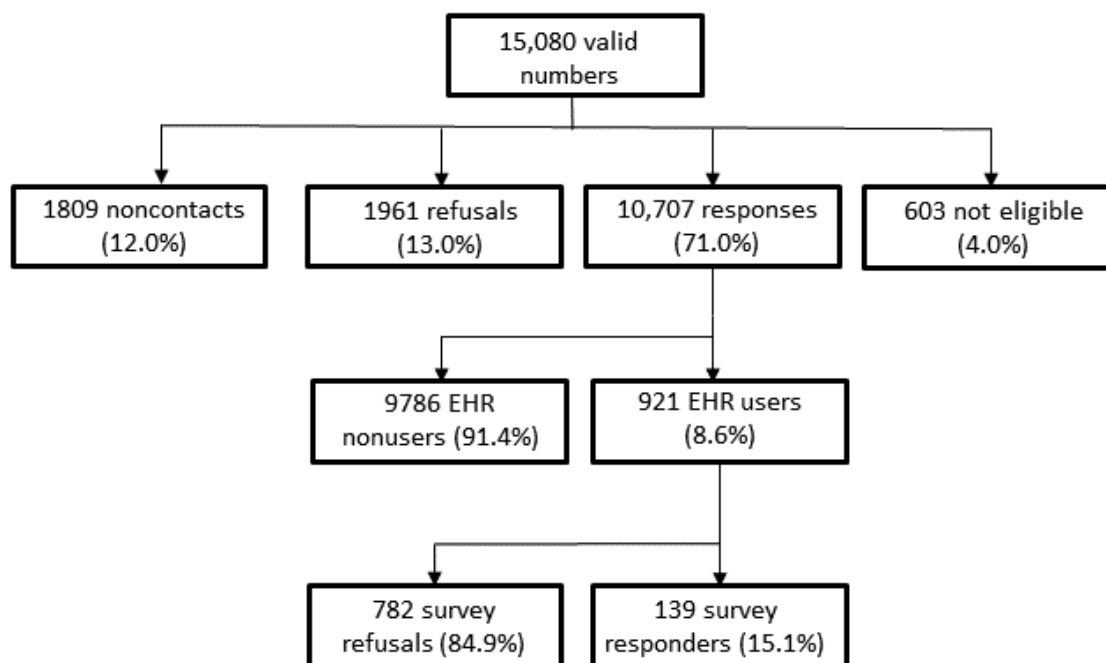 15,080 valid
numbers
1809 noncontacts
(12.0%)
1961 refusals
(13.0%)
10,707 responses
(71.0%)
603 not eligible
(4.0%)
9786 EHR
nonusers (91.4%)
921 EHR users
(8.6%)
782 survey
refusals (84.9%)
139 survey
responders (15.1%)